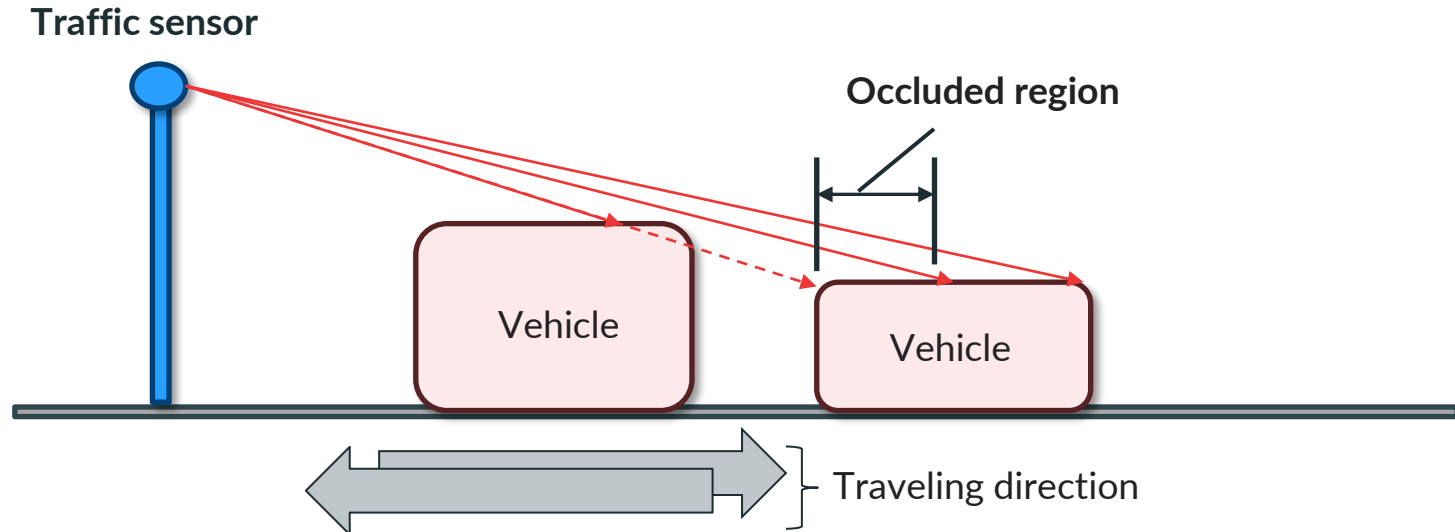 Traffic sensor
Occluded region
Vehicle
Vehicle
Traveling direction